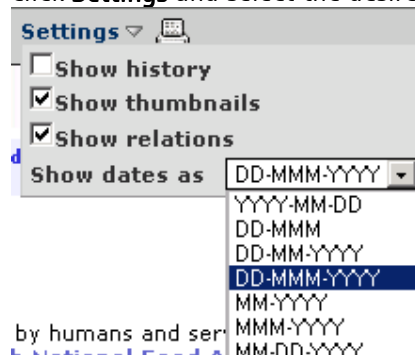 Settings
Show history
Show thumbnails
Show relations
Show dates as DD-MMM-YYYY
YYYY-MM-DD
DD-MMM
DD-MM-YYYY
DD-MMM-YYYY
MM-YYYY
by humans and ser
MMM-YYYY
MM-DD-YYYY